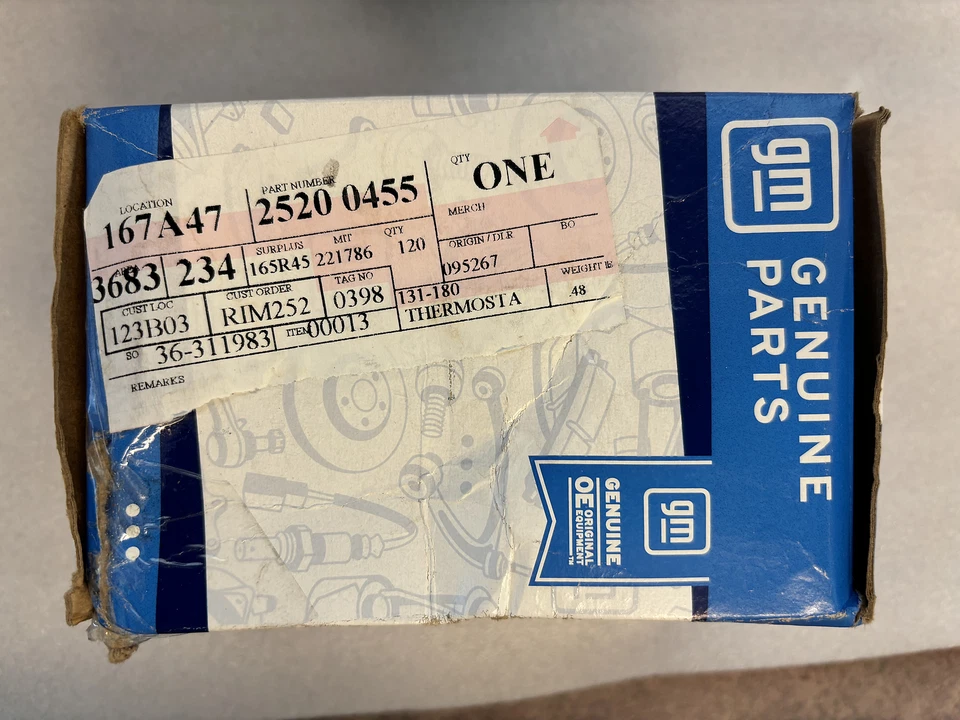 LOCATION
167A47
PART NUMBER
2520 0455
QTY
ONE
3683
234
SURPLUS
165R45
MIT
221786
QTY
120
MERCH
ORIGIN / DLR
095267
BO
CUST LOC
123B03
CUST ORDER
RIM252
TAG NO
0398
131-180
THERMOSTA
WEIGHT
.48
SO 36-311983
ITEM 00013
REMARKS
gm
GENUINE
PARTS
gm
GENUINE
OE ORIGINAL
EQUIPMENT™